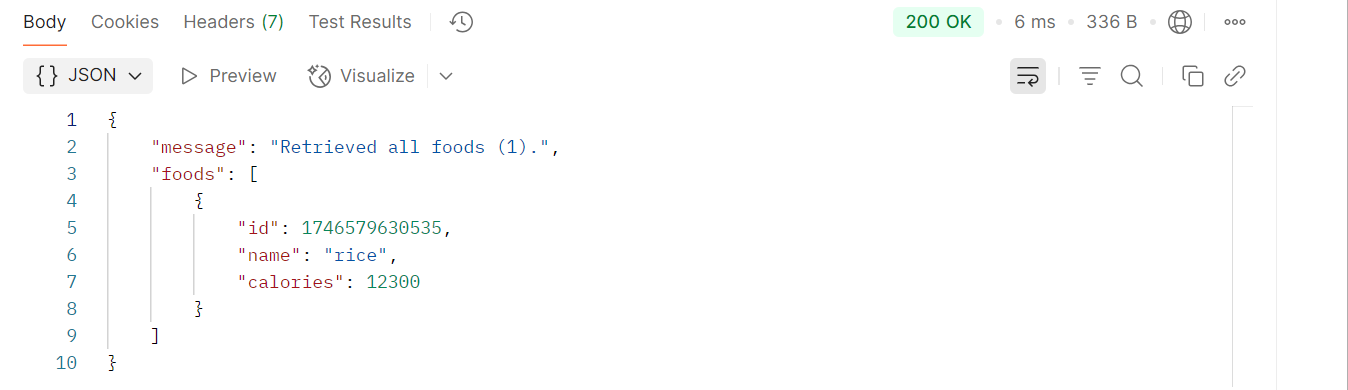 Body Cookies Headers (7) Test Results 200 OK 6 ms 336 B
{} JSON Preview Visualize
1 {
2 "message": "Retrieved all foods (1).",
3 "foods": [
4 {
5 "id": 1746579630535,
6 "name": "rice",
7 "calories": 12300
8 }
9 ]
10 }